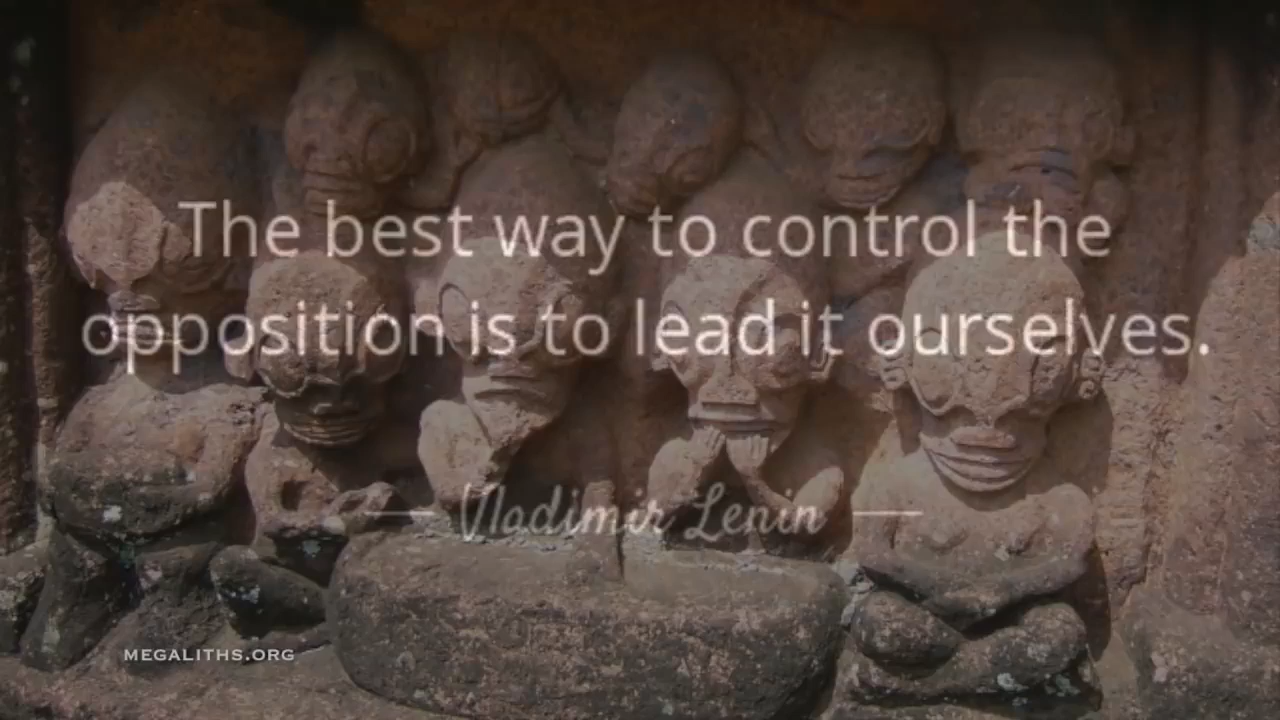 The best way to control the
opposition is to lead it ourselves.
Vladimir Lenin
MEGALITHS.ORG